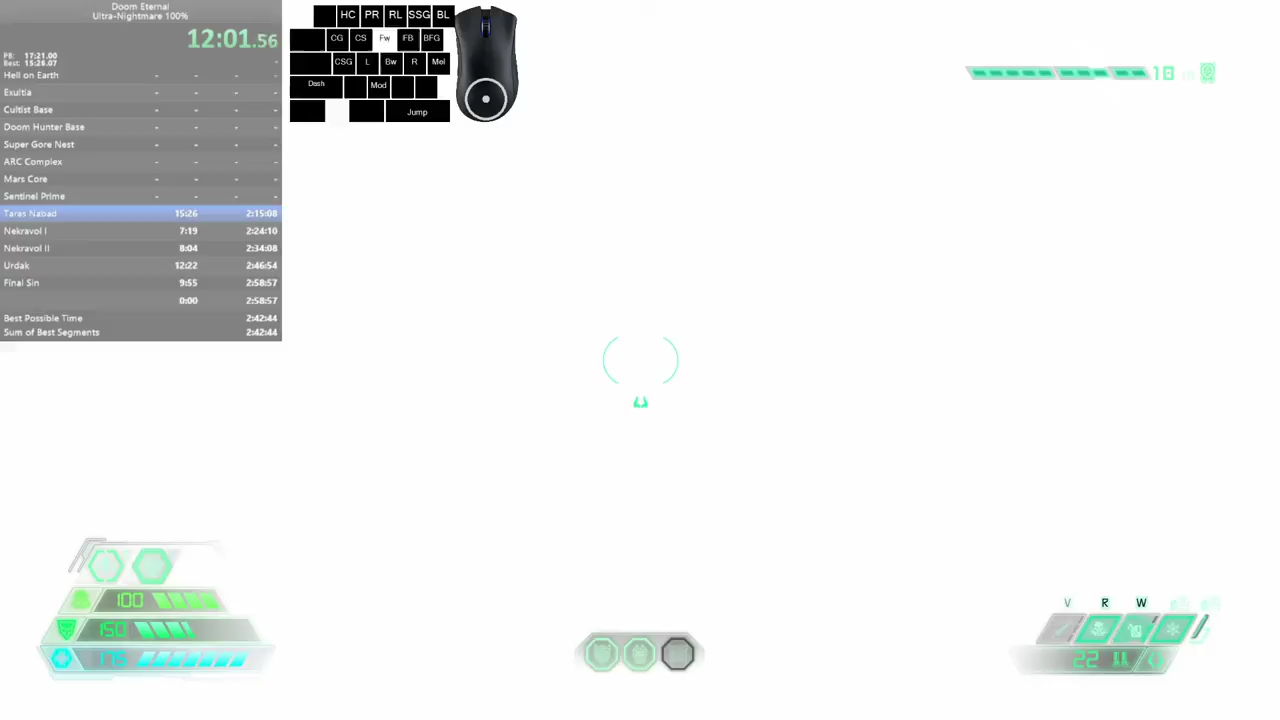 Doom Eternal
Ultra-Nightmare 100%
12:01.56
PB: 17:21.00
Best: 15:26.07
-
Hell on Earth - - -
Exultia - - -
Cultist Base - - -
Doom Hunter Base - - -
Super Gore Nest - - -
ARC Complex - - -
Mars Core - - -
Sentinel Prime - - -
Taras Nabad 15:26 2:15:08
Nekravol I 7:19 2:24:10
Nekravol II 8:04 2:34:08
Urdak 12:22 2:46:54
Final Sin 9:55 2:58:57
0:00 2:58:57
Best Possible Time 2:42:44
Sum of Best Segments 2:42:44
HC PR RL SSG BL
CG CS Fw FB BFG
CSG L Bw R Mel
Dash Mod
Jump
18
100
150
175
V R W
22